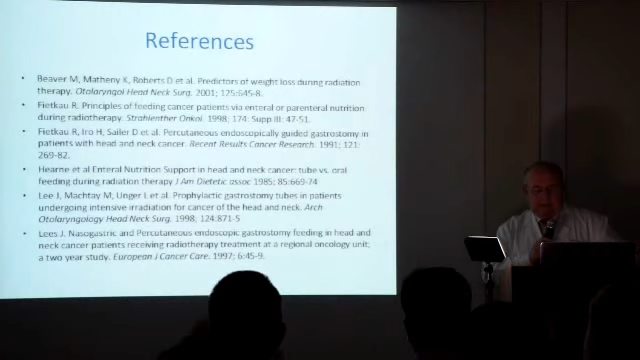 References
• Beaver M, Matheny K, Roberts D et al. Predictors of weight loss during radiation
therapy. Otolaryngol Head Neck Surg. 2001; 125:645-8.
• Fietkau R. Principles of feeding cancer patients via enteral or parenteral nutrition
during radiotherapy. Strahlenther Onkol. 1998; 174: Supp III: 47-51.
• Fietkau R, Iro H, Sailer D et al. Percutaneous endoscopically guided gastrostomy in
patients with head and neck cancer. Recent Results Cancer Research. 1991; 121:
269-82.
• Hearne et al Enteral Nutrition Support in head and neck cancer: tube vs. oral
feeding during radiation therapy J Am Dietetic assoc 1985; 85:669-74
• Lee J, Machtay M, Unger L et al. Prophylactic gastrostomy tubes in patients
undergoing intensive irradiation for cancer of the head and neck. Arch
Otolaryngology Head Neck Surg. 1998; 124:871-5
• Lees J. Nasogastric and Percutaneous endoscopic gastrostomy feeding in head and
neck cancer patients receiving radiotherapy treatment at a regional oncology unit;
a two year study. European J Cancer Care. 1997; 6:45-9.